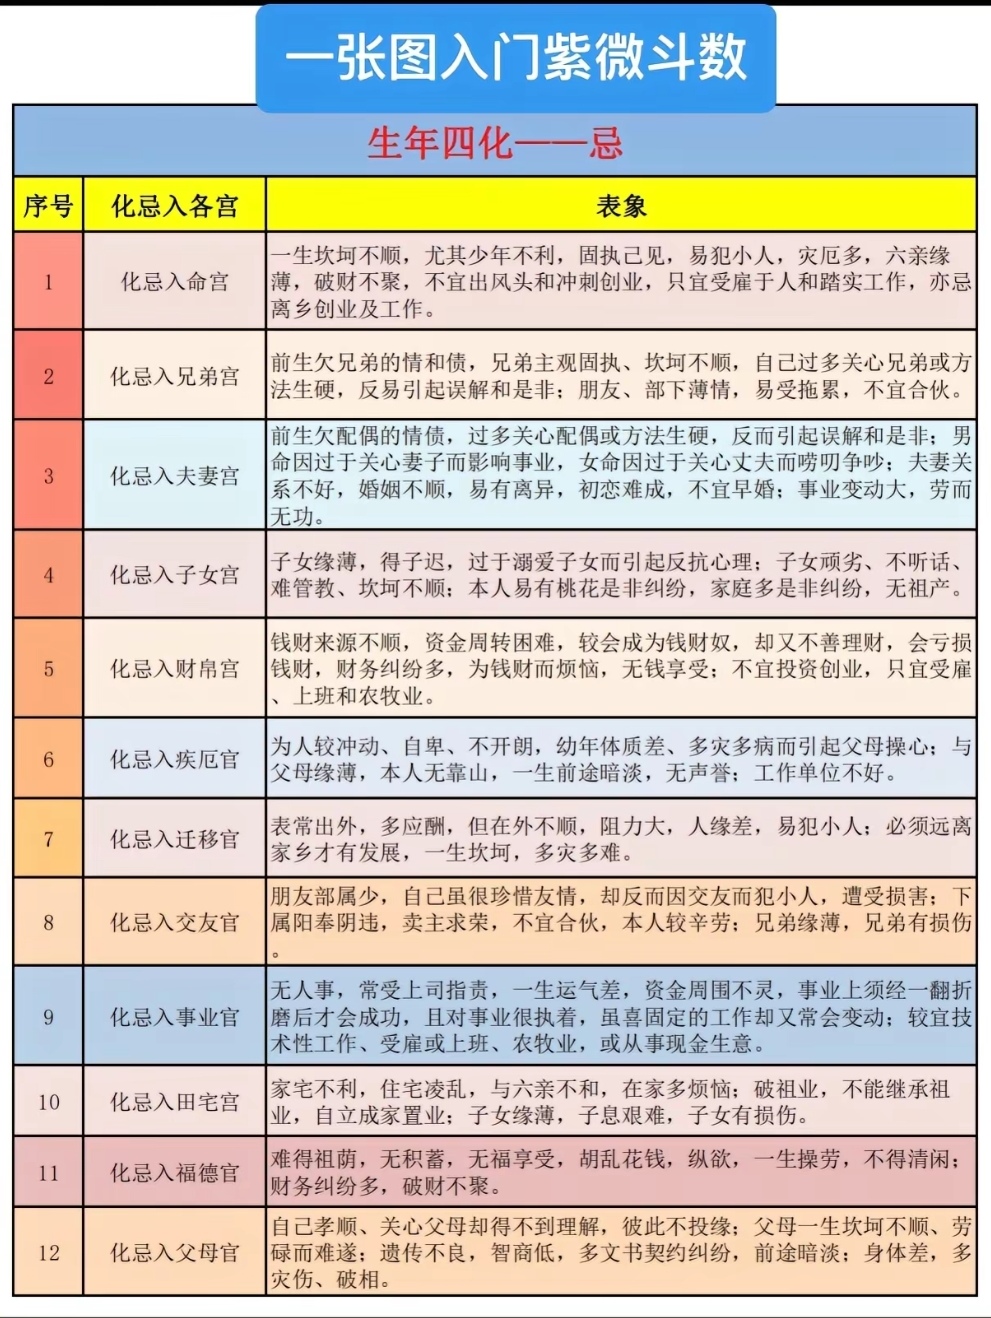 一张图入门紫微斗数
生年四化——忌
序号 化忌入各宫 表象
1 化忌入命宫
一生坎坷不顺，尤其少年不利，固执己见，易犯小人，灾厄多，六亲缘
薄，破财不聚，不宜出风头和冲刺创业，只宜受雇于人和踏实工作，亦忌
离乡创业及工作。
2 化忌入兄弟宫
前生欠兄弟的情和债，兄弟主观固执、坎坷不顺，自己过多关心兄弟或方
法生硬，反易引起误解和是非；朋友、部下薄情，易受拖累，不宜合伙。
3 化忌入夫妻宫
前生欠配偶的情债，过多关心配偶或方法生硬，反而引起误解和是非；男
命因过于关心妻子而影响事业，女命因过于关心丈夫而唠叨争吵；夫妻关
系不好，婚姻不顺，易有离异，初恋难成，不宜早婚；事业变动大，劳而
无功。
4 化忌入子女宫
子女缘薄，得子迟，过于溺爱子女而引起反抗心理；子女顽劣、不听话、
难管教、坎坷不顺；本人易有桃花是非纠纷，家庭多是非纠纷，无祖产。
5 化忌入财帛宫
钱财来源不顺，资金周转困难，较会成为钱财奴，却又不善理财，会亏损
钱财，财务纠纷多，为钱财而烦恼，无钱享受；不宜投资创业，只宜受雇
、上班和农牧业。
6 化忌入疾厄官
为人较冲动、自卑、不开朗，幼年体质差、多灾多病而引起父母操心；与
父母缘薄，本人无靠山，一生前途暗淡，无声誉；工作单位不好。
7 化忌入迁移官
表常出外，多应酬，但在外不顺，阻力大，人缘差，易犯小人；必须远离
家乡才有发展，一生坎坷，多灾多难。
8 化忌入交友官
朋友部属少，自己虽很珍惜友情，却反而因交友而犯小人，遭受损害；下
属阳奉阴违，卖主求荣，不宜合伙，本人较辛劳；兄弟缘薄，兄弟有损伤
。
9 化忌入事业官
无人事，常受上司指责，一生运气差，资金周围不灵，事业上须经一翻折
磨后才会成功，且对事业很执着，虽喜固定的工作却又常会变动；较宜技
术性工作、受雇或上班、农牧业，或从事现金生意。
10 化忌入田宅宫
家宅不利，住宅凌乱，与六亲不和，在家多烦恼；破祖业，不能继承祖
业，自立成家置业；子女缘薄，子息艰难，子女有损伤。
11 化忌入福德官
难得祖荫，无积蓄，无福享受，胡乱花钱，纵欲，一生操劳，不得清闲；
财务纠纷多，破财不聚。
12 化忌入父母官
自己孝顺、关心父母却得不到理解，彼此不投缘；父母一生坎坷不顺、劳
碌而难遂；遗传不良，智商低，多文书契约纠纷，前途暗淡；身体差，多
灾伤、破相。